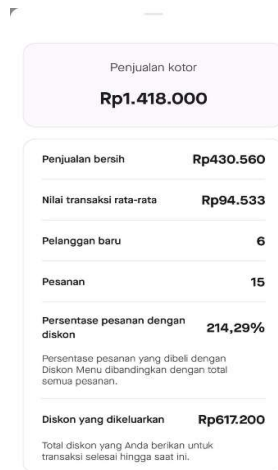 Penjualan kotor
Rp1.418.000
Penjualan bersih Rp430.560
Nilai transaksi rata-rata Rp94.533
Pelanggan baru 6
Pesanan 15
Persentase pesanan dengan
diskon 214,29%
Persentase pesanan yang dibeli dengan
Diskon Menu dibandingkan dengan total
semua pesanan.
Diskon yang dikeluarkan Rp617.200
Total diskon yang Anda berikan untuk
transaksi selesai hingga saat ini.